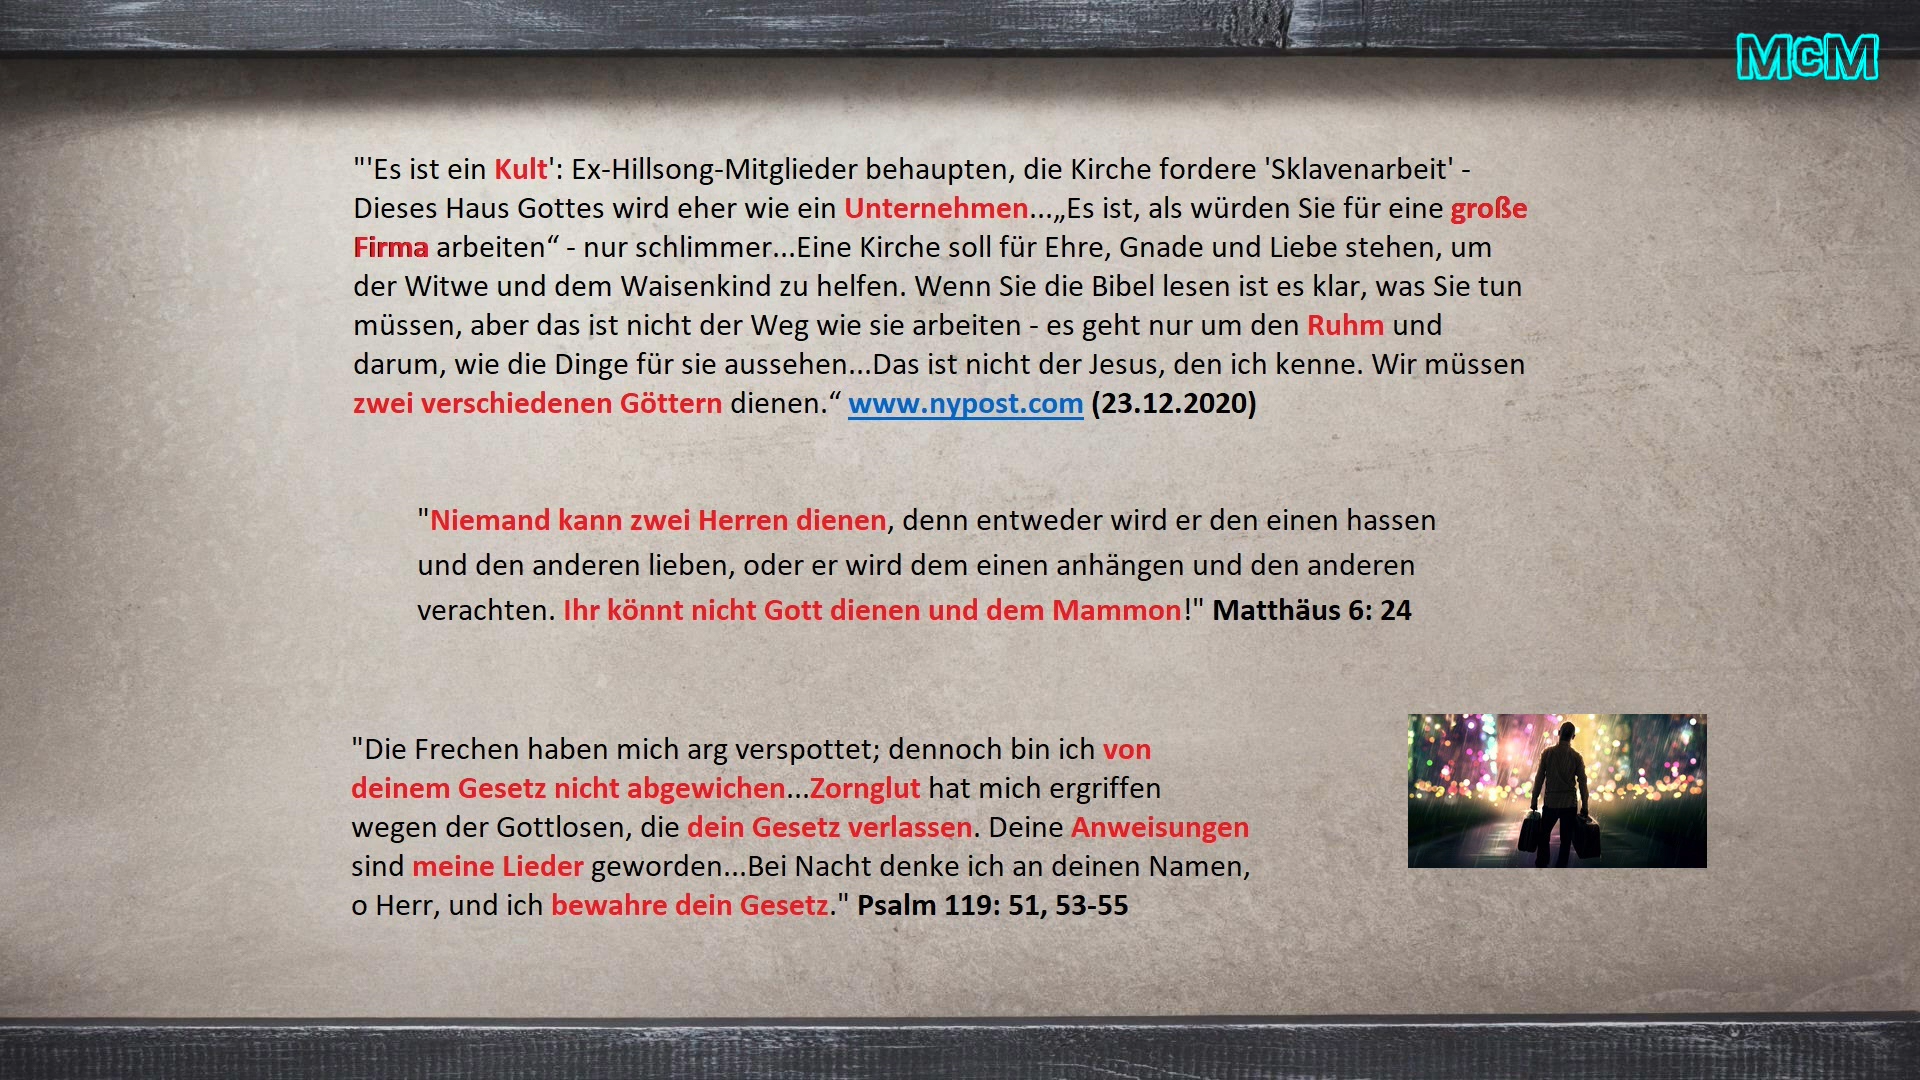 MCM
"'Es ist ein Kult': Ex-Hillsong-Mitglieder behaupten, die Kirche fordere 'Sklavenarbeit' -
Dieses Haus Gottes wird eher wie ein Unternehmen...„Es ist, als würden Sie für eine große
Firma arbeiten“ - nur schlimmer...Eine Kirche soll für Ehre, Gnade und Liebe stehen, um
der Witwe und dem Waisenkind zu helfen. Wenn Sie die Bibel lesen ist es klar, was Sie tun
müssen, aber das ist nicht der Weg wie sie arbeiten - es geht nur um den Ruhm und
darum, wie die Dinge für sie aussehen...Das ist nicht der Jesus, den ich kenne. Wir müssen
zwei verschiedenen Göttern dienen.“ www.nypost.com (23.12.2020)
"Niemand kann zwei Herren dienen, denn entweder wird er den einen hassen
und den anderen lieben, oder er wird dem einen anhängen und den anderen
verachten. Ihr könnt nicht Gott dienen und dem Mammon!" Matthäus 6: 24
"Die Frechen haben mich arg verspottet; dennoch bin ich von
deinem Gesetz nicht abgewichen...Zornglut hat mich ergriffen
wegen der Gottlosen, die dein Gesetz verlassen. Deine Anweisungen
sind meine Lieder geworden...Bei Nacht denke ich an deinen Namen,
o Herr, und ich bewahre dein Gesetz." Psalm 119: 51, 53-55